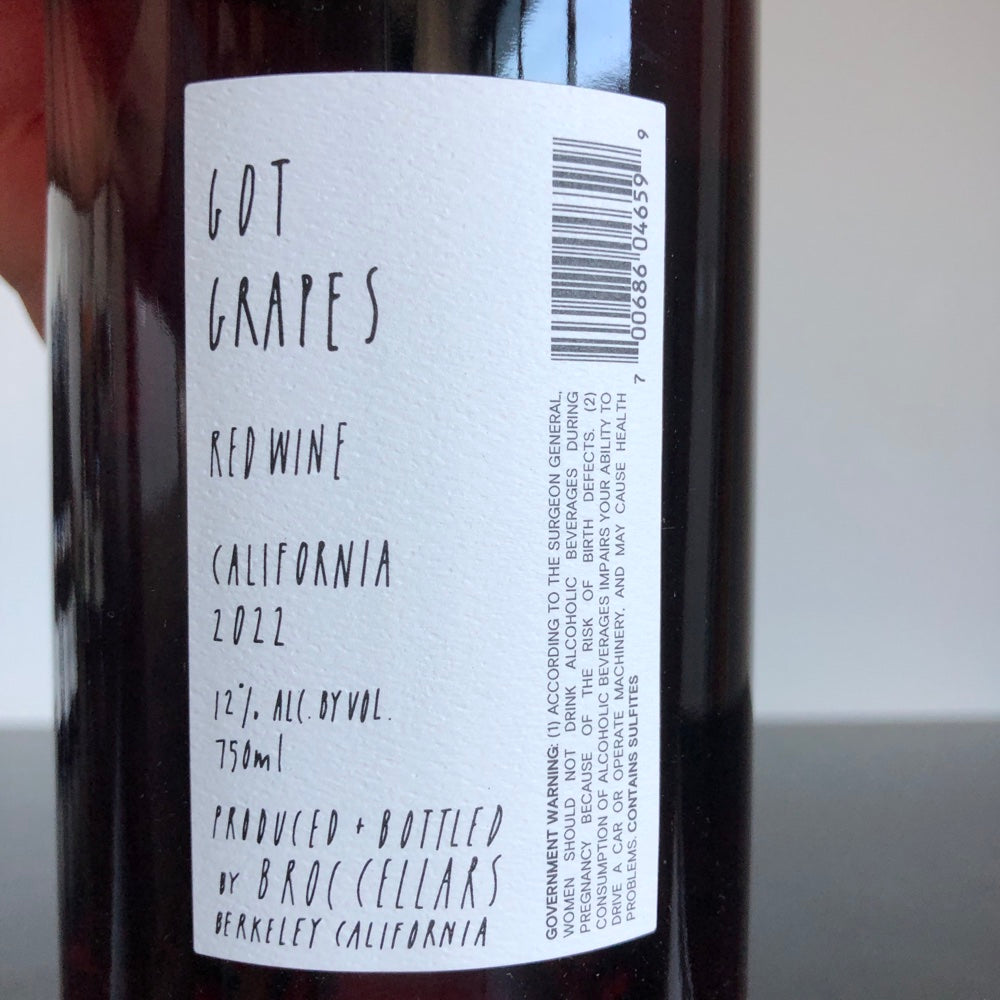 GOT
GRAPES
RED WINE
CALIFORNIA
2022
12% ALC. BY VOL.
750ml
PRODUCED + BOTTLED
BY BROC CELLARS
BERKELEY CALIFORNIA
7 00686 04659 9
GOVERNMENT WARNING: (1) ACCORDING TO THE SURGEON GENERAL,
WOMEN SHOULD NOT DRINK ALCOHOLIC BEVERAGES DURING
PREGNANCY BECAUSE OF THE RISK OF BIRTH DEFECTS. (2)
CONSUMPTION OF ALCOHOLIC BEVERAGES IMPAIRS YOUR ABILITY TO
DRIVE A CAR OR OPERATE MACHINERY, AND MAY CAUSE HEALTH
PROBLEMS. CONTAINS SULFITES